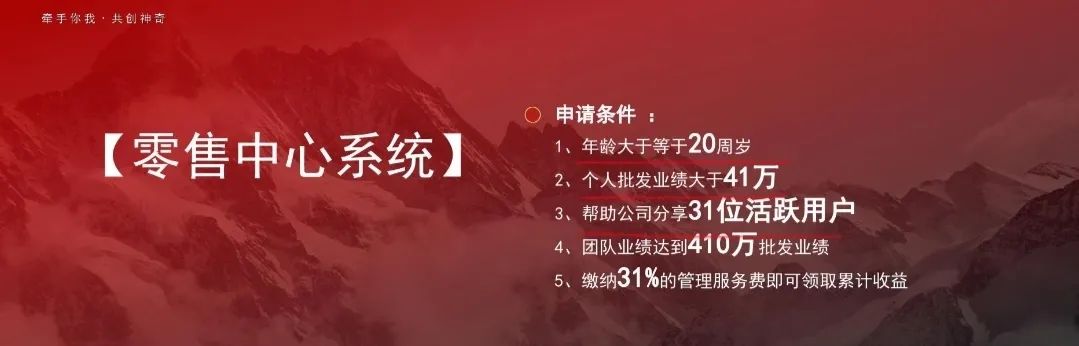 牵手你我·共创神奇
【零售中心系统】
申请条件：
1、年龄大于等于20周岁
2、个人批发业绩大于41万
3、帮助公司分享31位活跃用户
4、团队业绩达到410万批发业绩
5、缴纳31%的管理服务费即可领取累计收益